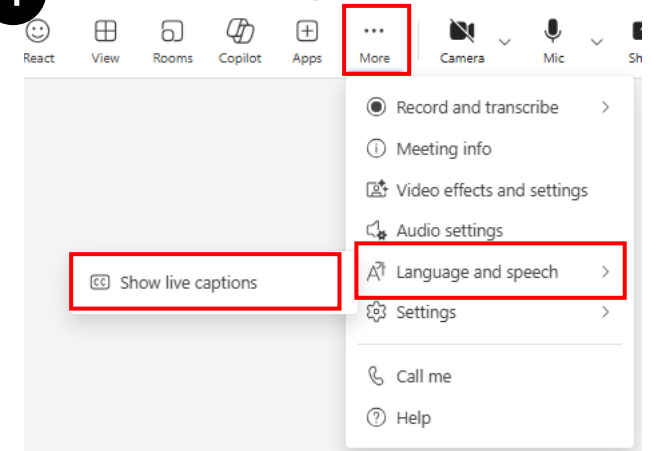 React View Rooms Copilot Apps More Camera Mic
Record and transcribe
Meeting info
Video effects and settings
Audio settings
CC Show live captions
Language and speech
Settings
Call me
Help